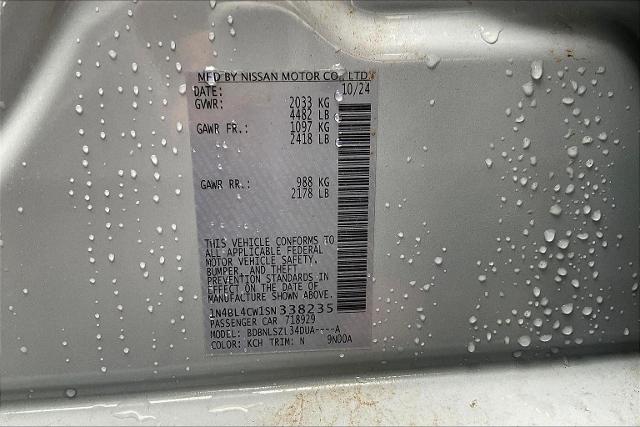 MFD BY NISSAN MOTOR CO., LTD.
DATE: 10/24
GVWR: 2033 KG
4482 LB
GAWR FR.: 1097 KG
2418 LB
GAWR RR.: 988 KG
2178 LB
THIS VEHICLE CONFORMS TO
ALL APPLICABLE FEDERAL
MOTOR VEHICLE SAFETY,
BUMPER, AND THEFT
PREVENTION STANDARDS IN
EFFECT ON THE DATE OF
MANUFACTURE SHOWN ABOVE.
1N4BL4CW1SN338235
PASSENGER CAR 718929
MODEL: BDBNLSZL34DUA----A
COLOR: KCH TRIM: N 9N00A